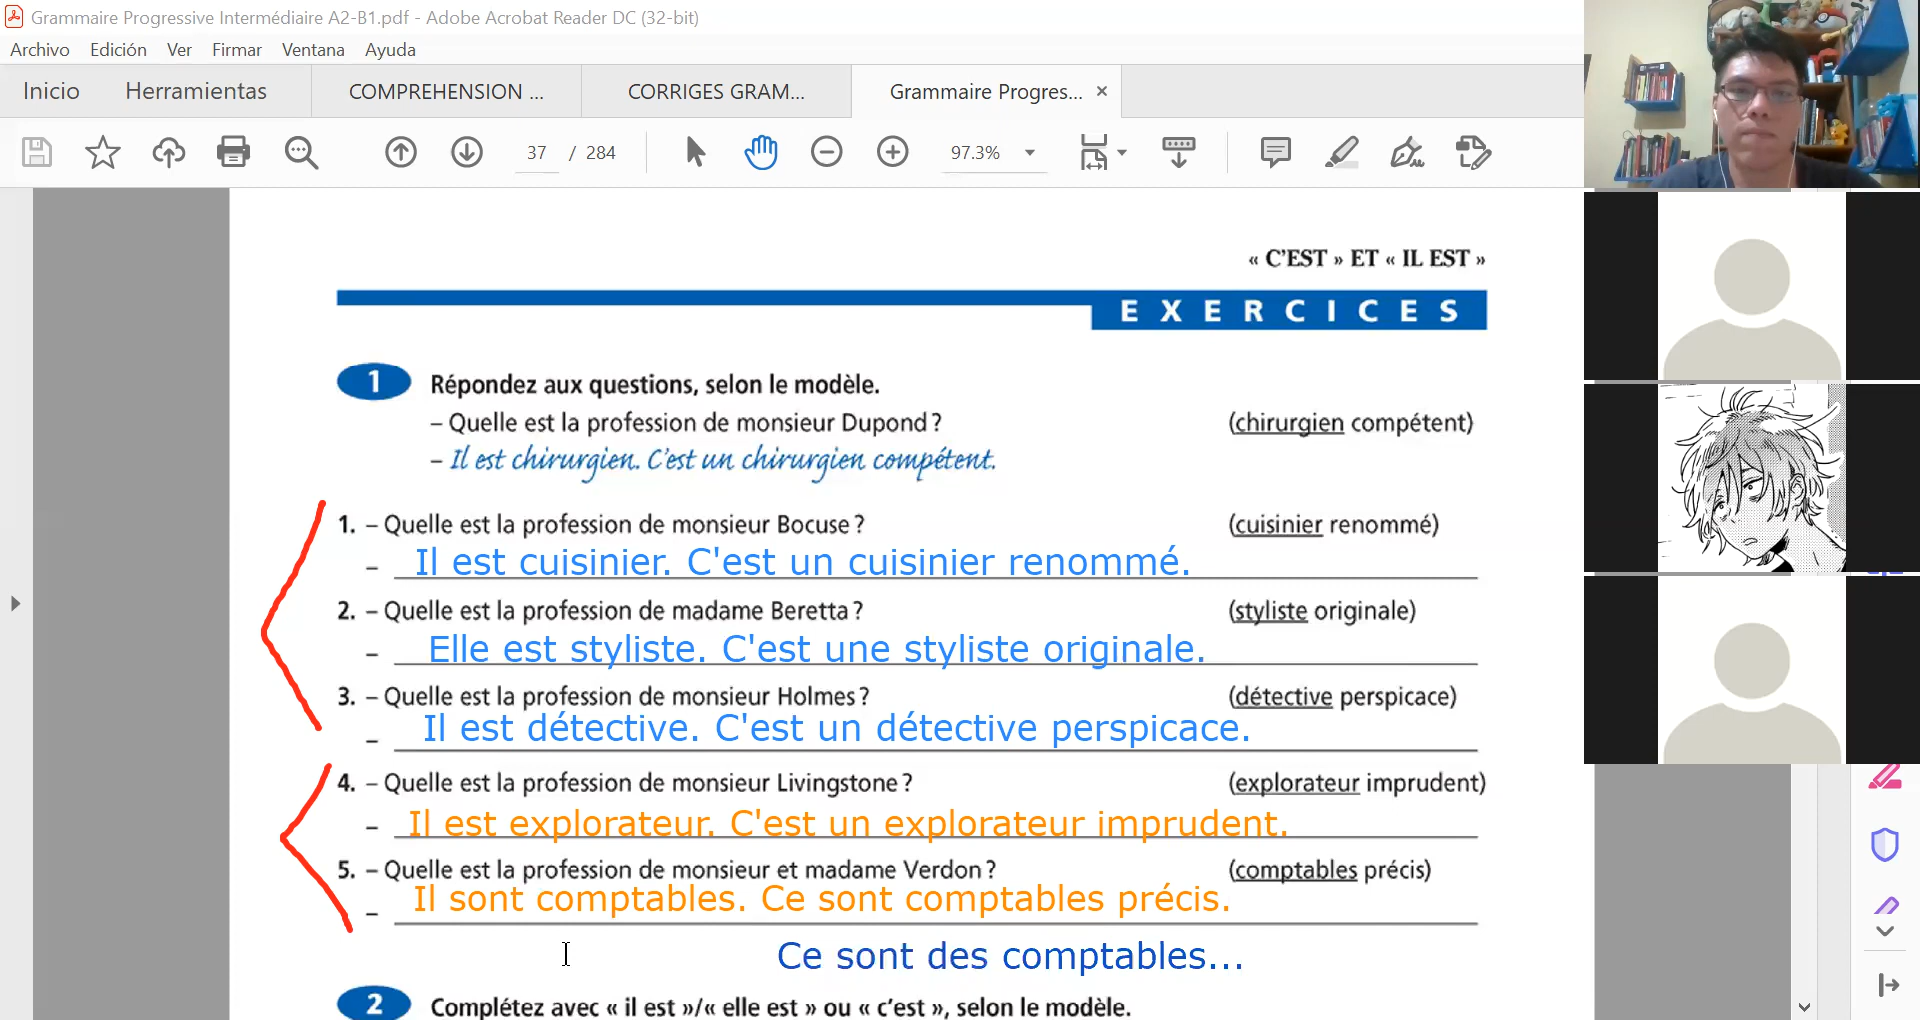 Grammaire Progressive Intermédiaire A2-B1.pdf - Adobe Acrobat Reader DC (32-bit)
Archivo Edición Ver Firmar Ventana Ayuda
Inicio Herramientas COMPREHENSION ... CORRIGES GRAM... Grammaire Progres... ×
37 / 284 97.3%
« C'EST » ET « IL EST »
EXERCICES
1 Répondez aux questions, selon le modèle.
– Quelle est la profession de monsieur Dupond ? (chirurgien compétent)
– Il est chirurgien. C'est un chirurgien compétent.
1. – Quelle est la profession de monsieur Bocuse ? (cuisinier renommé)
– Il est cuisinier. C'est un cuisinier renommé.
2. – Quelle est la profession de madame Beretta ? (styliste originale)
– Elle est styliste. C'est une styliste originale.
3. – Quelle est la profession de monsieur Holmes ? (détective perspicace)
– Il est détective. C'est un détective perspicace.
4. – Quelle est la profession de monsieur Livingstone ? (explorateur imprudent)
– Il est explorateur. C'est un explorateur imprudent.
5. – Quelle est la profession de monsieur et madame Verdon ? (comptables précis)
– Il sont comptables. Ce sont comptables précis.
Ce sont des comptables...
2 Complétez avec « il est »/« elle est » ou « c'est », selon le modèle.